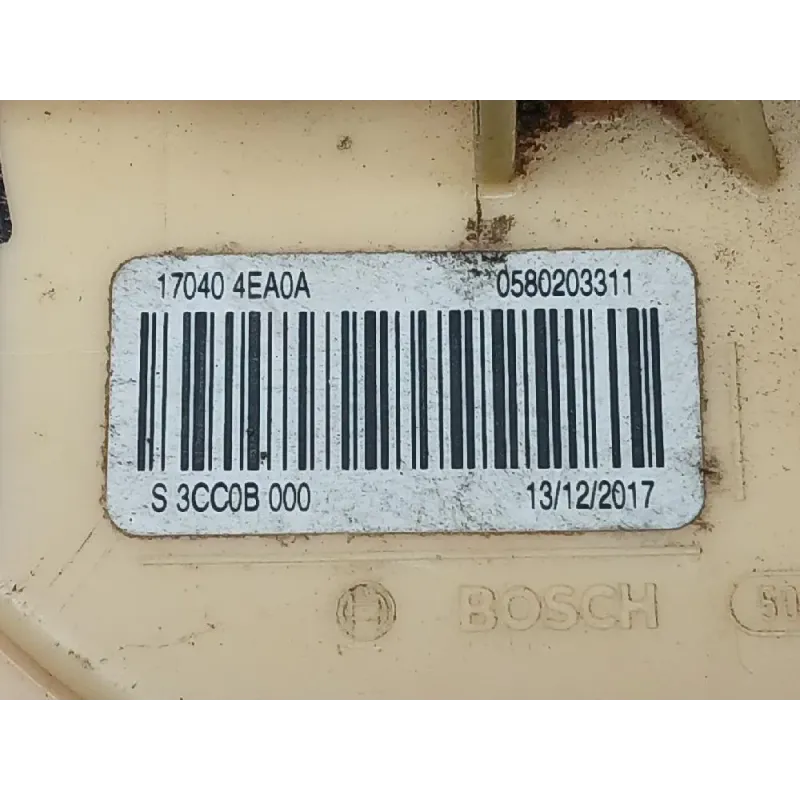 17040 4EA0A 0580203311
S 3CC0B 000 13/12/2017
BOSCH